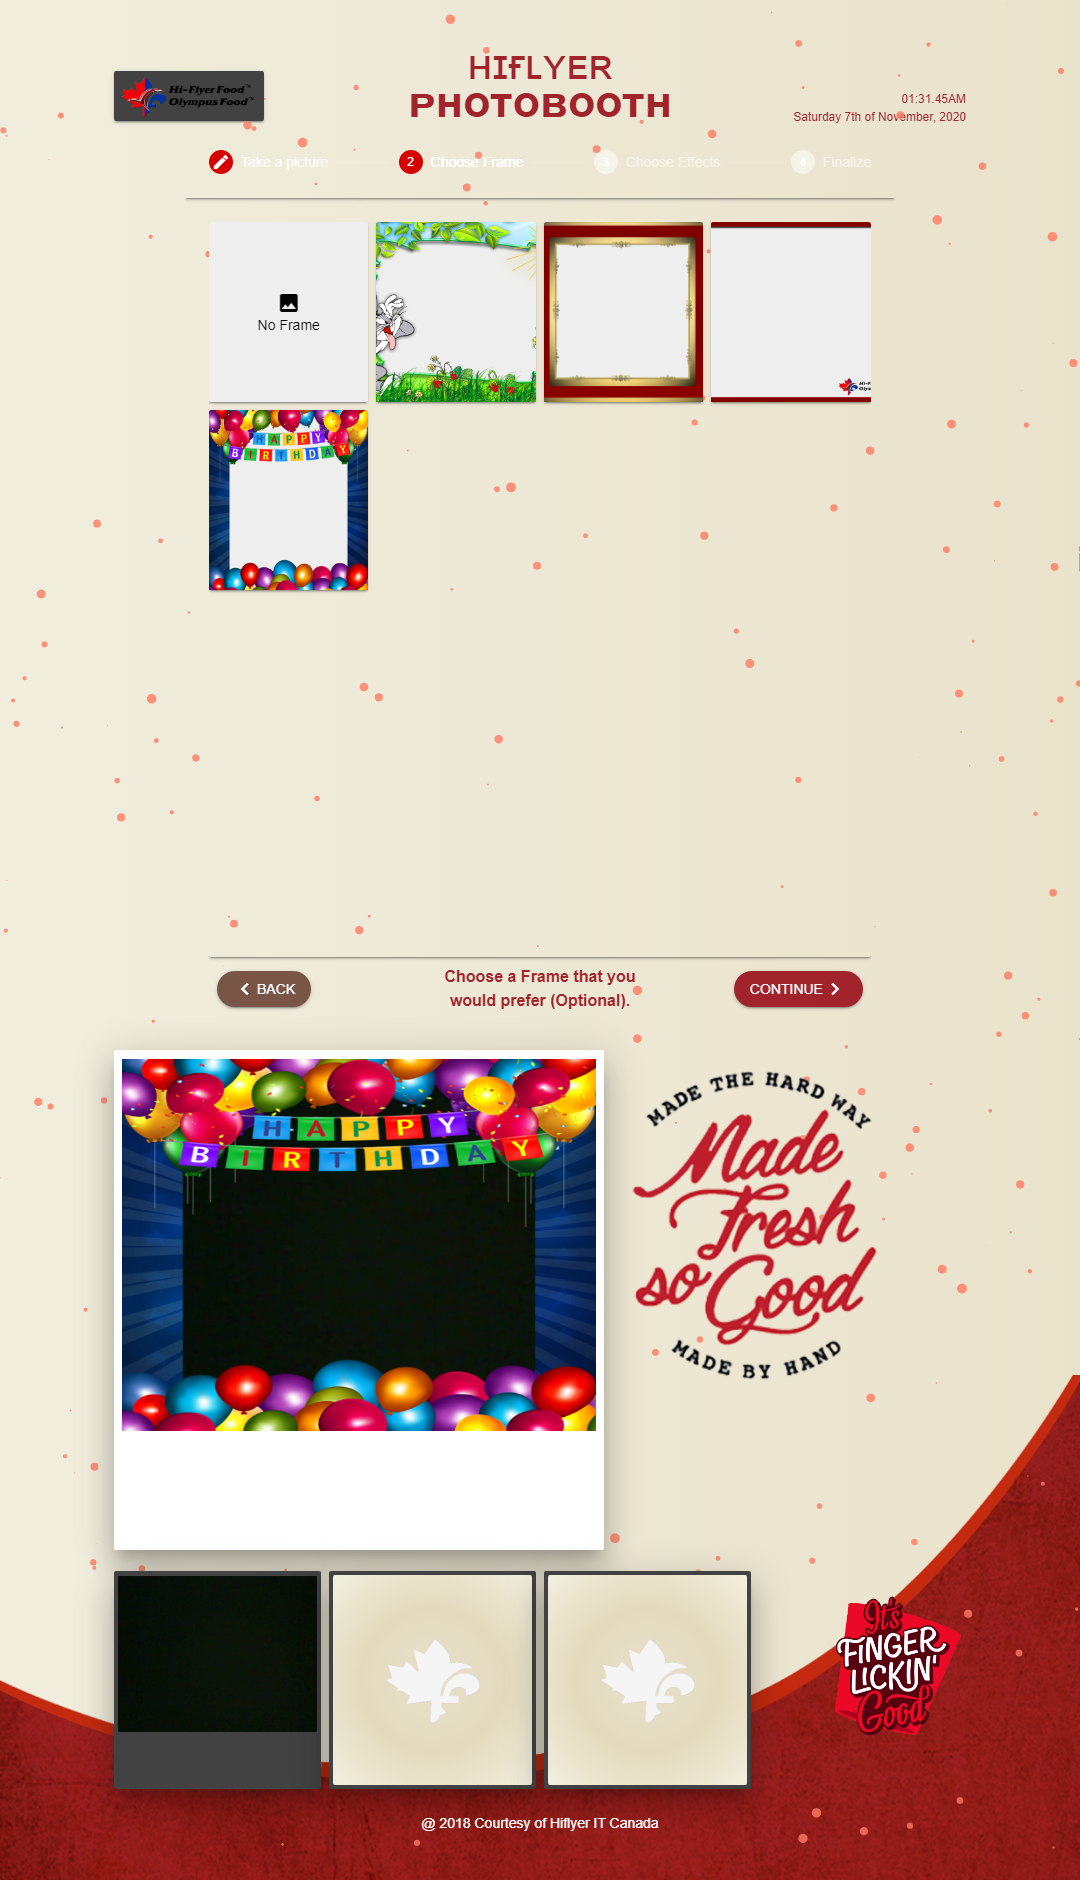 HIFLYER
PHOTOBOOTH
Hi-Flyer Food™
Olympus Food™
01:31.45AM
Saturday 7th of November, 2020
Take a picture
2 Choose Frame
3 Choose Effects
4 Finalize
No Frame
HAPPY
BIRTHDAY
BACK
Choose a Frame that you
would prefer (Optional).
CONTINUE
HAPPY
BIRTHDAY
MADE THE HARD WAY
Made
Fresh
so Good
MADE BY HAND
It's
FINGER
LICKIN'
Good
@ 2018 Courtesy of Hiflyer IT Canada